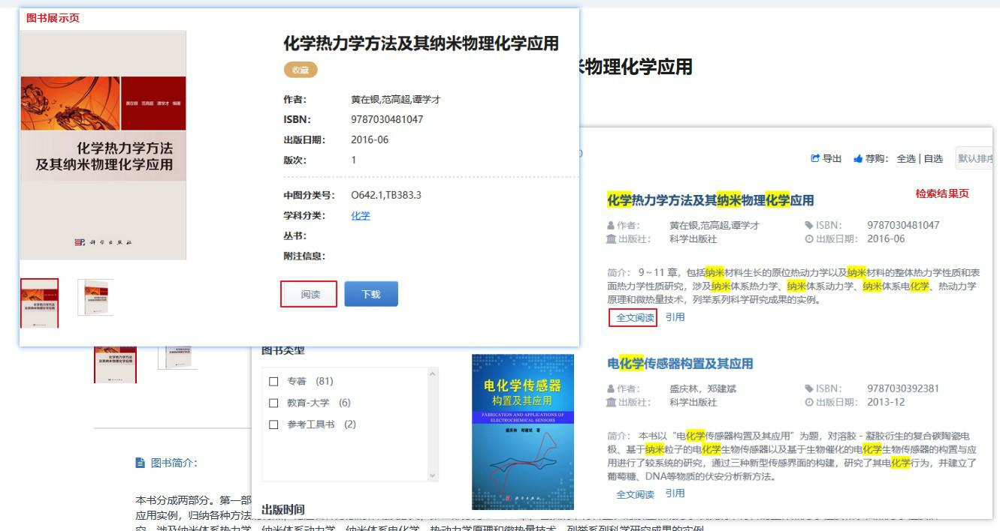 图书展示页
化学热力学方法及其纳米物理化学应用
收藏
作者: 黄在银,范高超,谭学才
ISBN: 9787030481047
出版日期: 2016-06
版次: 1
中图分类号: O642.1,TB383.3
学科分类: 化学
丛书:
附注信息:
阅读 下载
黄在银 范高超 谭学才 编著
化学热力学方法
及其纳米物理化学应用
科学出版社
化学热力学方法
及其纳米物理化学应用
物理化学应用
导出 荐购: 全选 | 自选 默认排序
检索结果页
化学热力学方法及其纳米物理化学应用
作者: 黄在银,范高超,谭学才 ISBN: 9787030481047
出版社: 科学出版社 出版日期: 2016-06
简介: 9~11 章,包括纳米材料生长的原位热动力学以及纳米材料的整体热力学性质和表
面热力学性质研究,涉及纳米体系热力学、纳米体系动力学、纳米体系电化学、热动力学
原理和微热量技术,列举系列科学研究成果的实例。
全文阅读 引用
电化学传感器构置及其应用
作者: 盛庆林,郑建斌 ISBN: 9787030392381
出版社: 科学出版社 出版日期: 2013-12
简介: 本书以“电化学传感器构置及其应用”为题,对溶胶-凝胶衍生的复合碳陶瓷电
极、基于纳米粒子的电化学生物传感器以及基于生物催化的电化学生物传感器的构置与应
用进行了较系统的研究,通过三种新型传感界面的构建,研究了其电化学行为,并建立了
葡萄糖、DNA等物质的伏安分析新方法。
全文阅读 引用
图书类型
专著 (81)
教育-大学 (6)
参考工具书 (2)
出版时间
电化学传感器
构置及其应用
FABRICATION AND APPLICATIONS OF
ELECTROCHEMICAL SENSORS
盛庆林 郑建斌 著
科学出版社
图书简介:
本书分成两部分。第一部
应用实例,归纳各种方法
究,涉及纳米体系热力学、纳米体系动力学、纳米体系电化学、热动力学原理和微热量技术,列举系列科学研究成果的实例。